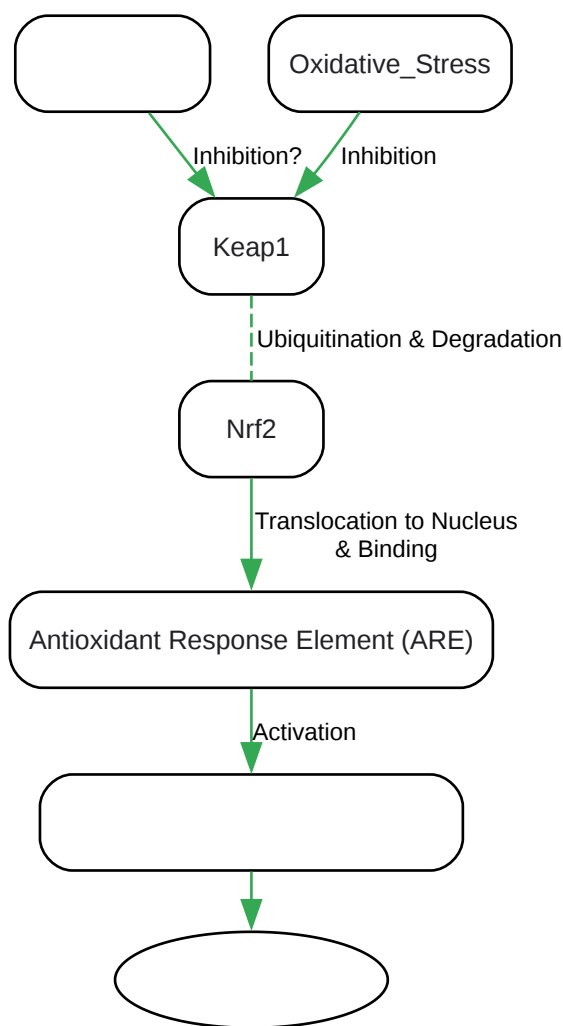 Oxidative_Stress
Inhibition?
Inhibition
Keap1
Ubiquitination & Degradation
Nrf2
Translocation to Nucleus
& Binding
Antioxidant Response Element (ARE)
Activation